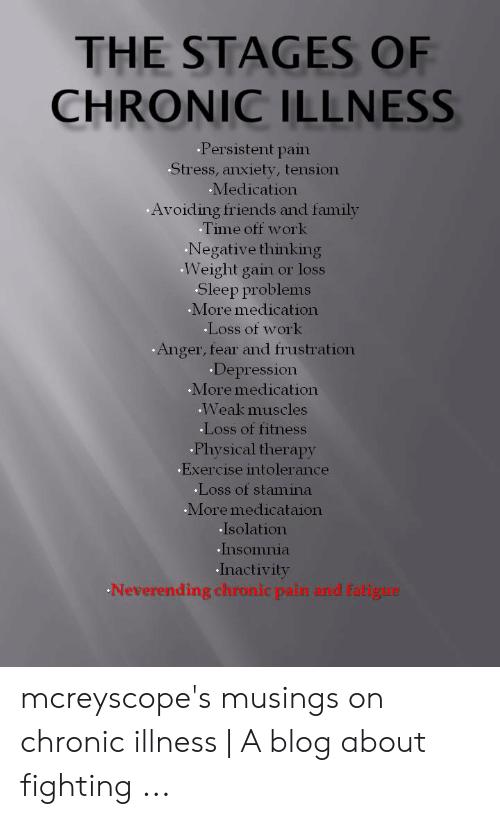 THE STAGES OF
CHRONIC ILLNESS
•Persistent pain
•Stress, anxiety, tension
•Medication
•Avoiding friends and family
•Time off work
•Negative thinking
•Weight gain or loss
•Sleep problems
•More medication
•Loss of work
•Anger, fear and frustration
•Depression
•More medication
•Weak muscles
•Loss of fitness
•Physical therapy
•Exercise intolerance
•Loss of stamina
•More medicataion
•Isolation
•Insomnia
•Inactivity
•Neverending chronic pain and fatigue
mcreyscope's musings on
chronic illness | A blog about
fighting ...